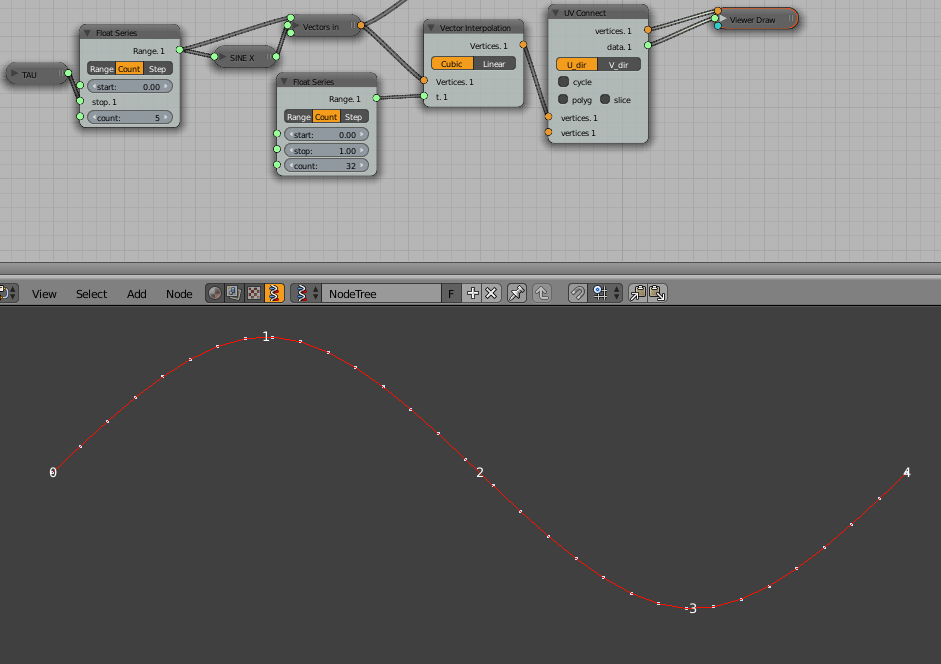 TAU
Float Series
Range. 1
Range Count Step
start: 0.00
stop. 1
count: 5
SINE X
Vectors in
Float Series
Range. 1
Range Count Step
start: 0.00
stop: 1.00
count: 32
Vector Interpolation
Vertices. 1
Cubic Linear
Vertices. 1
t. 1
UV Connect
vertices. 1
data. 1
U_dir V_dir
cycle
polyg slice
vertices. 1
vertices 1
Viewer Draw
View Select Add Node NodeTree F
0
1
2
3
4